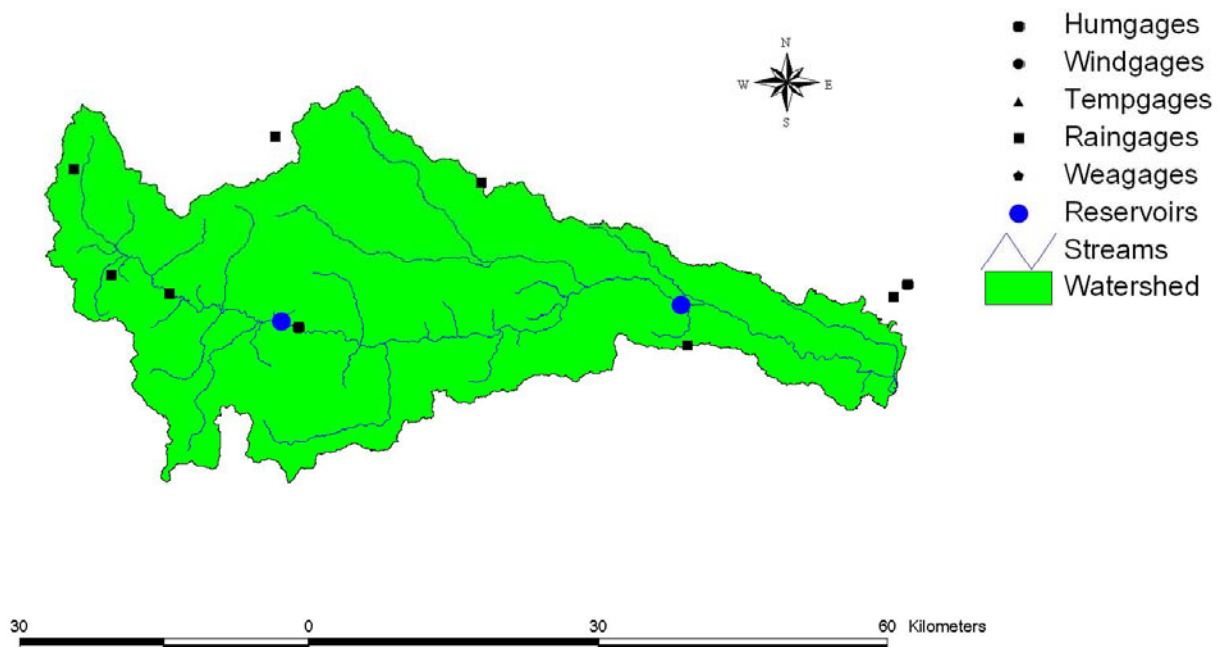 N
W E
S
Humgages
Windgages
Tempgages
Raingages
Weagages
Reservoirs
Streams
Watershed
30 0 30 60 Kilometers